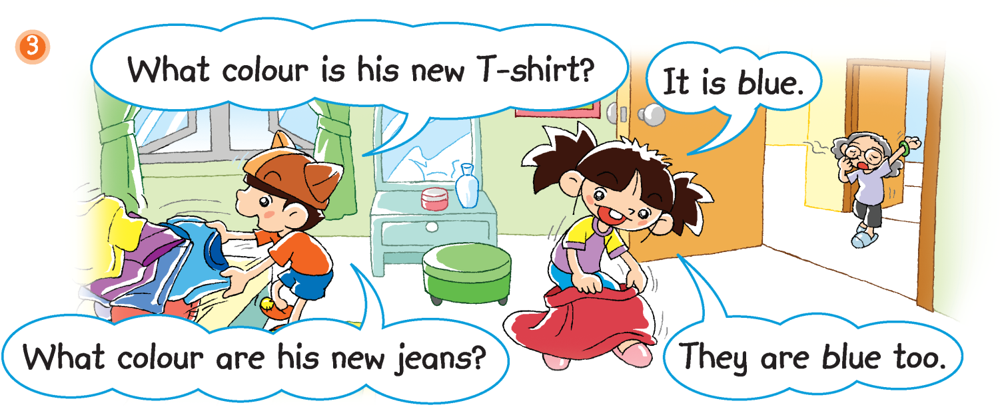 3
What colour is his new T-shirt?
It is blue.
What colour are his new jeans?
They are blue too.